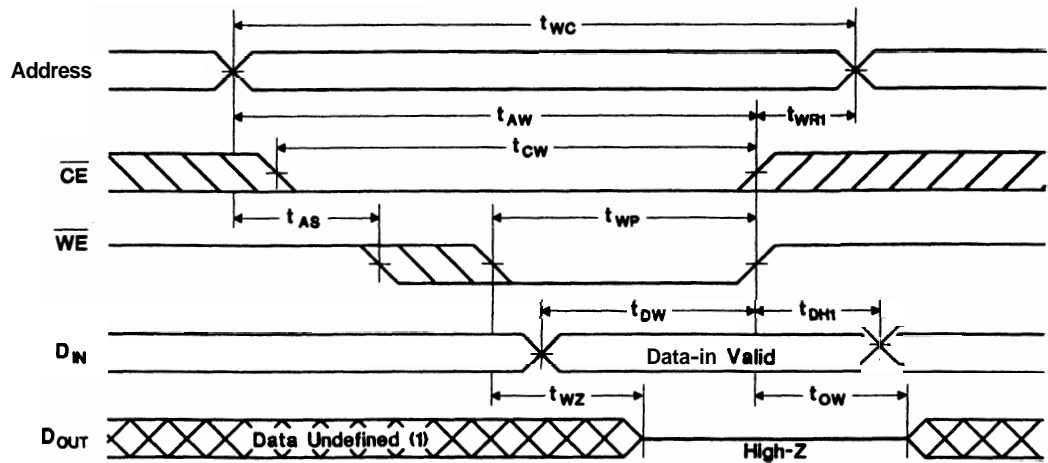 tWC
Address
tAW
tWR1
tCW
CE
tAS
tWP
WE
tDW
tDH1
DIN
Data-in Valid
tWZ
tOW
DOUT
Data Undefined (1)
High-Z